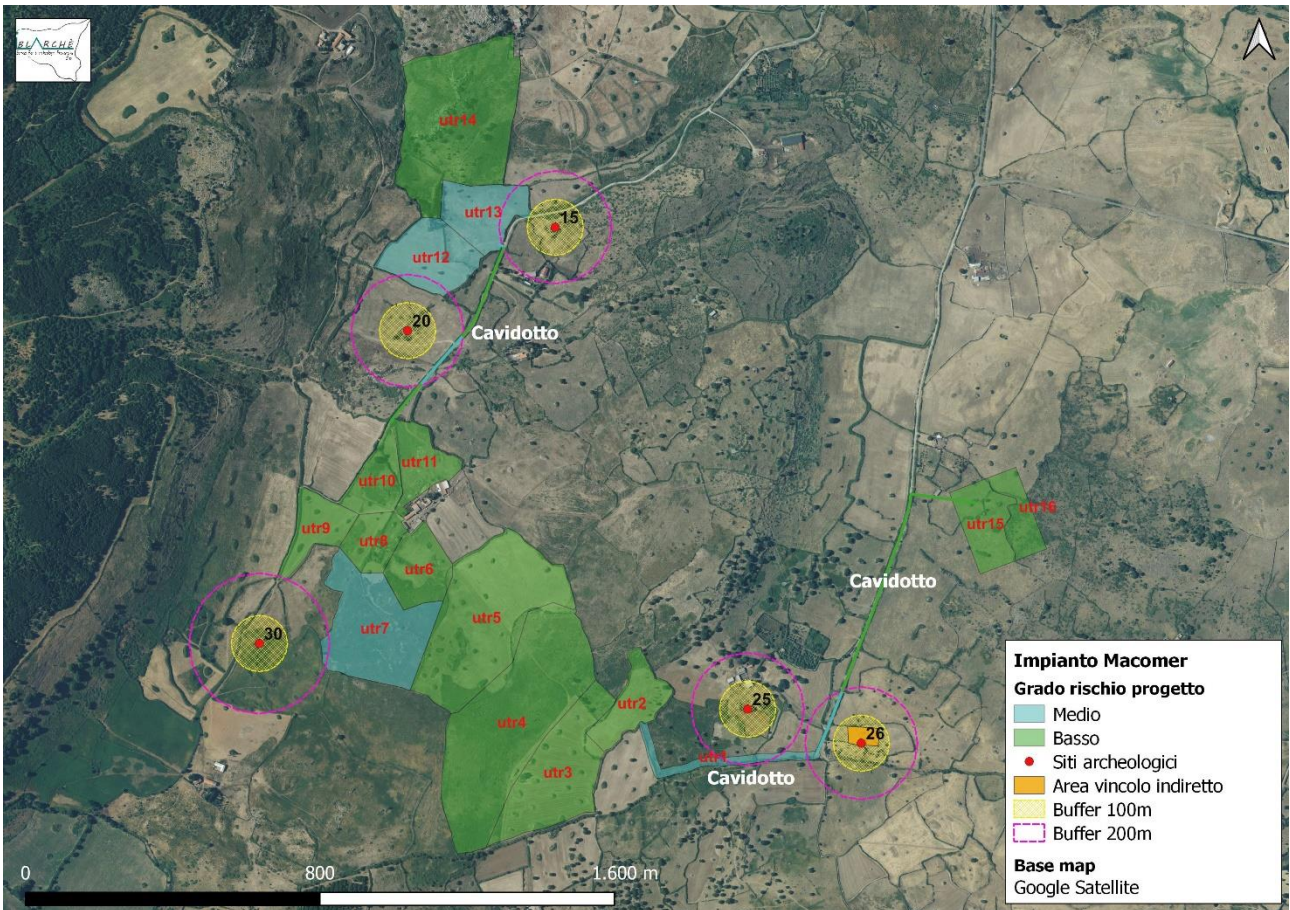 BLARCHÈ
utr14
utr13
15
utr12
20
Cavidotto
utr11
utr10
utr9
utr8
utr6
utr16
utr15
Cavidotto
utr5
utr7
30
utr2
25
utr4
26
utr1
Cavidotto
utr3
Impianto Macomer
Grado rischio progetto
Medio
Basso
Siti archeologici
Area vincolo indiretto
Buffer 100m
Buffer 200m
Base map
Google Satellite
0 800 1.600 m